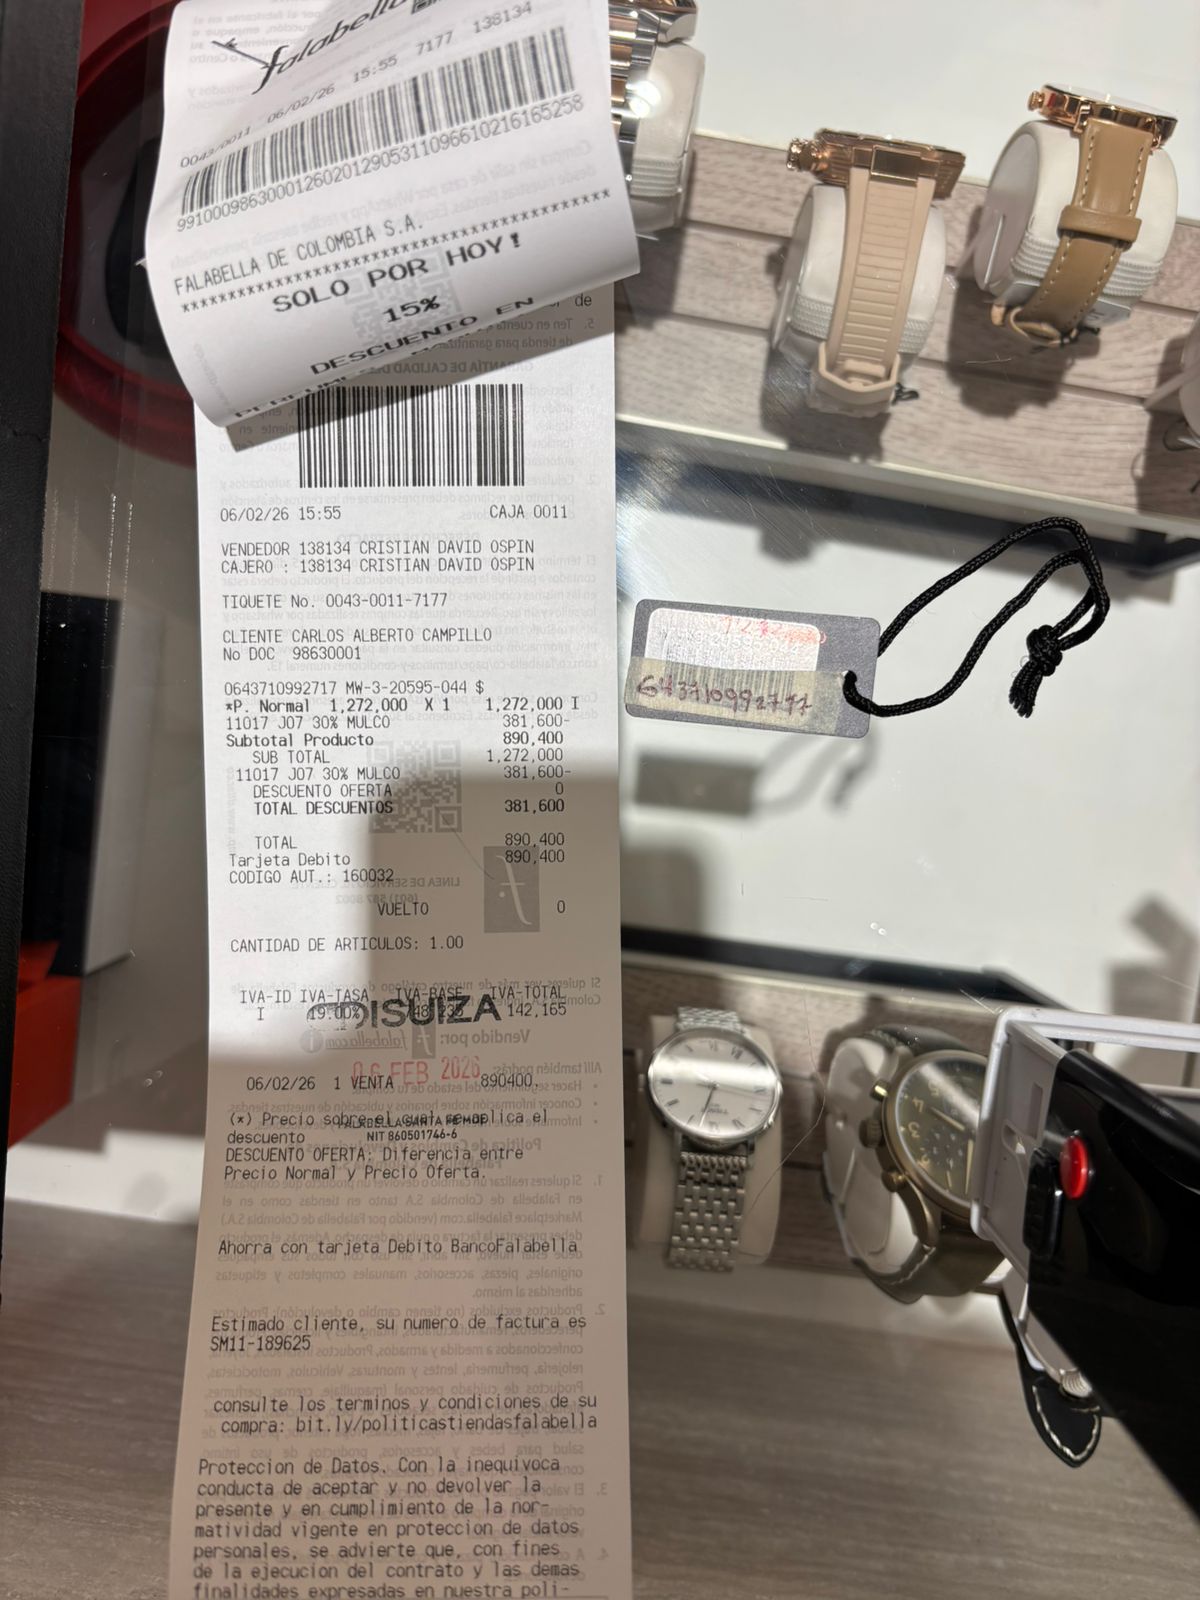 falabella
0043/0011 06/02/26 15:55 7177 138134
9910009863000126020129053110966102161 65258
FALABELLA DE COLOMBIA S.A.
SOLO POR HOY!
15%
DESCUENTO EN
06/02/26 15:55 CAJA 0011
VENDEDOR 138134 CRISTIAN DAVID OSPIN
CAJERO : 138134 CRISTIAN DAVID OSPIN
TIQUETE No. 0043-0011-7177
CLIENTE CARLOS ALBERTO CAMPILLO
No DOC 98630001
0643710992717 MW-3-20595-044 $
*P. Normal 1,272,000 X 1 1,272,000 I
11017 J07 30% MULCO 381,600-
Subtotal Producto 890,400
SUB TOTAL 1,272,000
11017 J07 30% MULCO 381,600-
DESCUENTO OFERTA 0
TOTAL DESCUENTOS 381,600
TOTAL 890,400
Tarjeta Debito 890,400
CODIGO AUT.: 160032
VUELTO 0
CANTIDAD DE ARTICULOS: 1.00
IVA-ID IVA-TASA IVA-BASE IVA-TOTAL
I 19.00% 748,235 142,165
DISUIZA
06 FEB 2026
06/02/26 1 VENTA 890400
FALABELLA SANTA FE MDE
NIT 860501746-6
(*) Precio sobre el cual se aplica el
descuento
DESCUENTO OFERTA: Diferencia entre
Precio Normal y Precio Oferta.
Ahorra con tarjeta Debito BancoFalabella
Estimado cliente, su numero de factura es
SM11-189625
consulte los terminos y condiciones de su
compra: bit.ly/politicastiendasfalabella
Proteccion de Datos. Con la inequivoca
conducta de aceptar y no devolver la
presente y en cumplimiento de la nor-
matividad vigente en proteccion de datos
personales, se advierte que, con fines
de la ejecucion del contrato y las demas
finalidades expresadas en nuestra poli-
643710992717